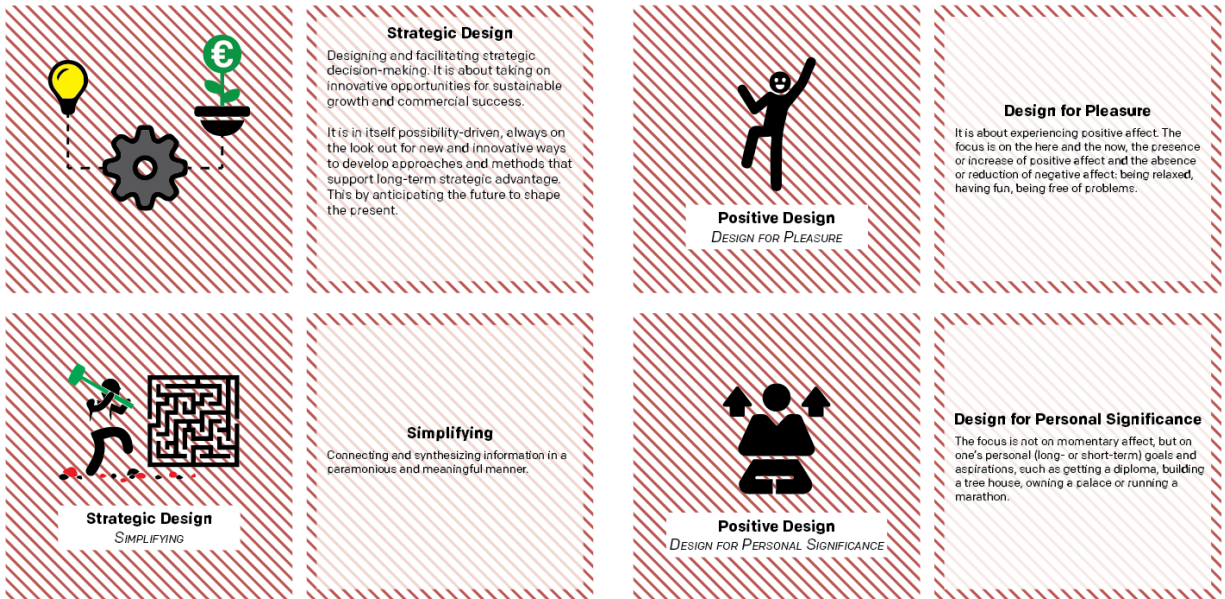 €
Strategic Design
Designing and facilitating strategic
decision-making. It is about taking on
innovative opportunities for sustainable
growth and commercial success.
It is in itself possibility-driven, always on
the look out for new and innovative ways
to develop approaches and methods that
support long-term strategic advantage.
This by anticipating the future to shape
the present.
Positive Design
Design for Pleasure
Design for Pleasure
It is about experiencing positive affect. The
focus is on the here and the now, the presence
or increase of positive affect and the absence
or reduction of negative affect: being relaxed,
having fun, being free of problems.
Strategic Design
Simplifying
Simplifying
Connecting and synthesizing information in a
paramonious and meaningful manner.
Positive Design
Design for Personal Significance
Design for Personal Significance
The focus is not on momentary affect, but on
one's personal (long- or short-term) goals and
aspirations, such as getting a diploma, building
a tree house, owning a palace or running a
marathon.